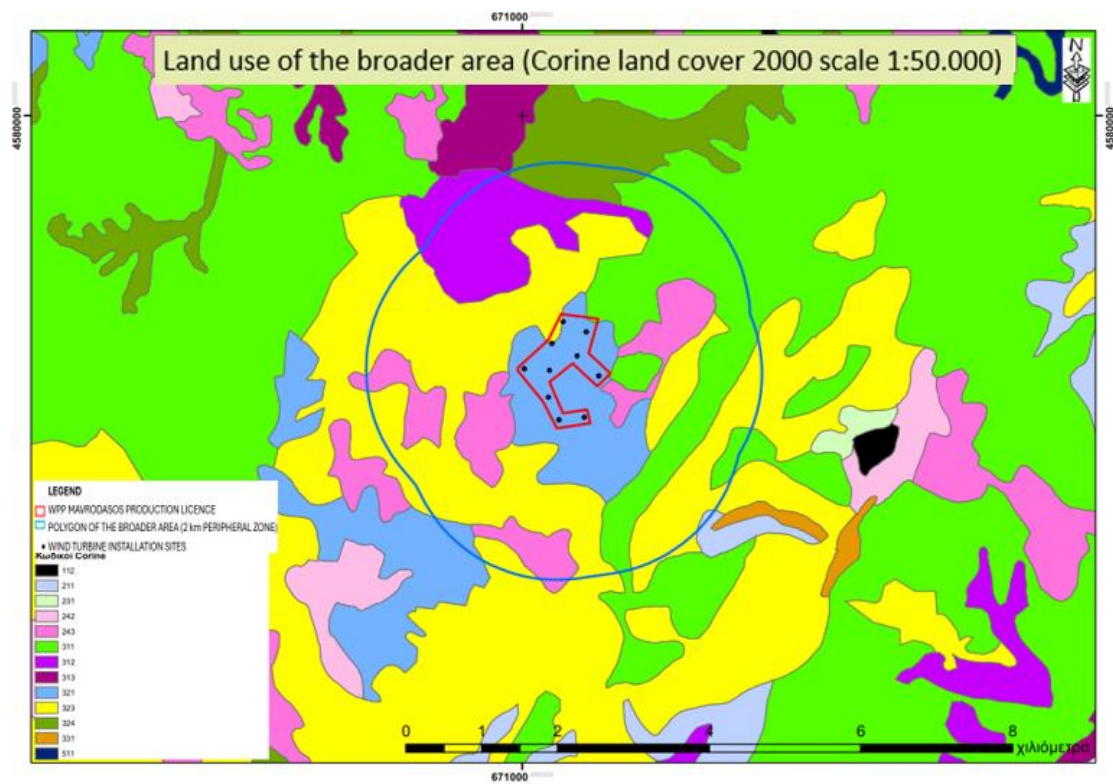 671000
Land use of the broader area (Corine land cover 2000 scale 1:50.000)
N
4580000
4580000
LEGEND
WPP MAVRODASOS PRODUCTION LICENCE
POLYGON OF THE BROADER AREA (2 km PERIPHERAL ZONE)
WIND TURBINE INSTALLATION SITES
Κωδικοί Corine
112
211
231
242
243
311
312
313
321
323
324
331
511
0 1 2 4 6 8
χιλιόμετρα
671000